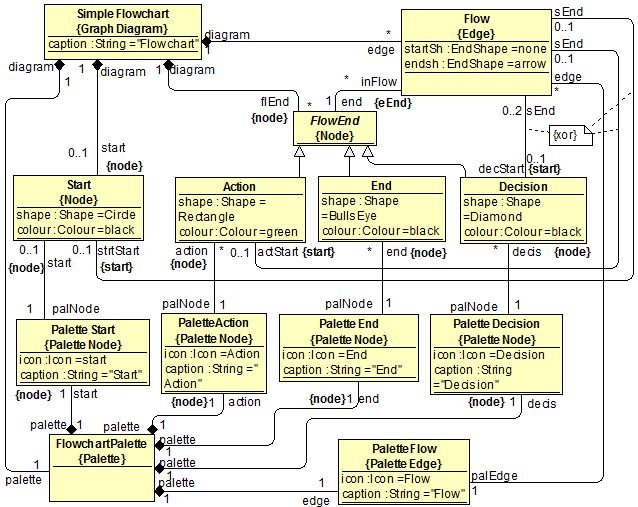 Simple Flowchart
{Graph Diagram}
caption :String ="Flowchart"
diagram
*
edge
Flow
{Edge}
startSh :EndShape =none
endsh :EndShape =arrow
sEnd
0..1
sEnd
0..1
edge
*
diagram
1
1
diagram
1
diagram
* inFlow
flEnd
{node}
*
1 end
{eEnd}
0..2 sEnd
FlowEnd
{Node}
{xor}
start
0..1
{node}
decStart
0..1
{start}
Start
{Node}
shape :Shape =Circle
colour:Colour=black
Action
shape :Shape =
Rectangle
colour:Colour=green
End
shape :Shape
=BullsEye
colour:Colour=black
Decision
shape :Shape
=Diamond
colour:Colour=black
0..1
{node}
start
0..1
strtStart
{start}
action
{node}
*
0..1
actStart
{start}
*
end {node}
*
decis
{node}
1 palNode
palNode 1
palNode 1
palNode 1
Palette Start
{Palette Node}
icon :Icon =start
caption :String ="Start"
PaletteAction
{Palette Node}
icon :Icon =Action
caption :String ="
Action"
Palette End
{Palette Node}
icon :Icon =End
caption :String ="End"
Palette Decision
{Palette Node}
icon :Icon =Decision
caption :String
="Decision"
{node} 1
start
{node} 1
action
{node} 1 end
{node} 1
decis
palette 1
palette 1
palette
1
palette
1
palette
1
1
palette
FlowchartPalette
{Palette}
1
edge
PaletteFlow
{Palette Edge}
icon :Icon =Flow
caption :String ="Flow"
palEdge
1